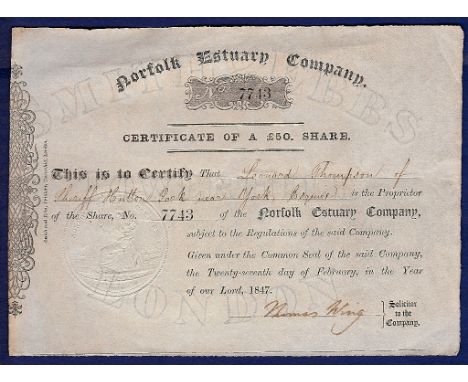 Norfolk Estuary Company.
No. 7743
CERTIFICATE OF A £50. SHARE.
This is to Certify That Leonard Thompson of
Sheriff Hutton Park near York, Esquire is the Proprietor
of the Share, No. 7743 of the Norfolk Estuary Company,
subject to the Regulations of the said Company.
Given under the Common Seal of the said Company,
the Twenty-seventh day of February, in the Year
of our Lord, 1847.
Thomas Wing
Solicitor
to the
Company.
LONDON